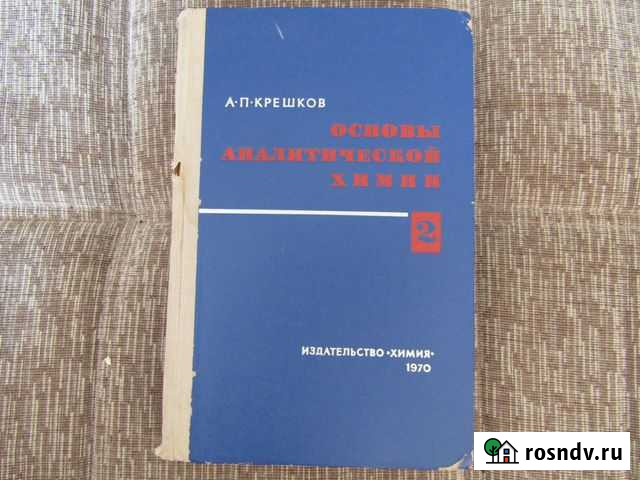 А·П·КРЕШКОВ
ОСНОВЫ
АНАЛИТИЧЕСКОЙ
ХИМИИ
2
ИЗДАТЕЛЬСТВО «ХИМИЯ»
1970
rosndv.ru